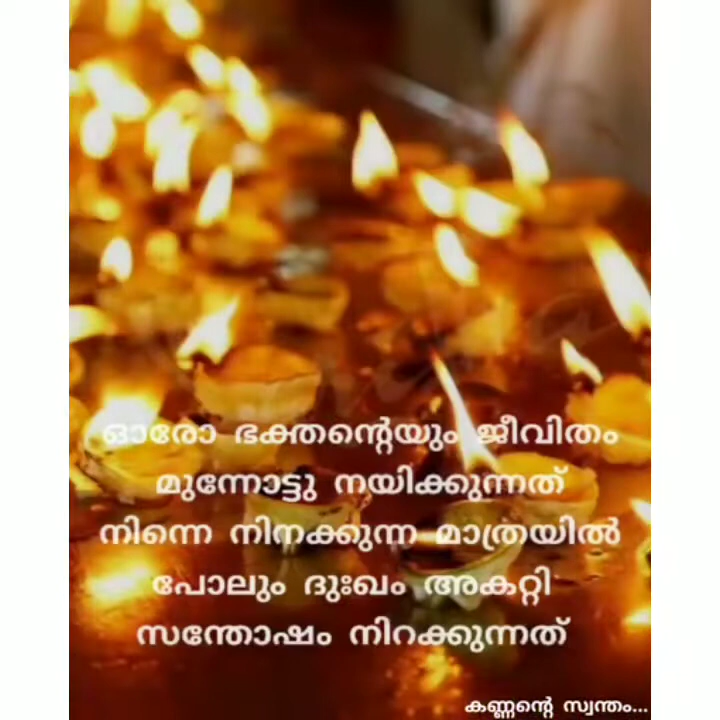 ഓരോ ഭക്തന്റെയും ജീവിതം
മുന്നോട്ടു നയിക്കുന്നത്
നിന്നെ നിനക്കുന്ന മാത്രയിൽ
പോലും ദുഃഖം അകറ്റി
സന്തോഷം നിറക്കുന്നത്
കണ്ണന്റെ സ്വന്തം...